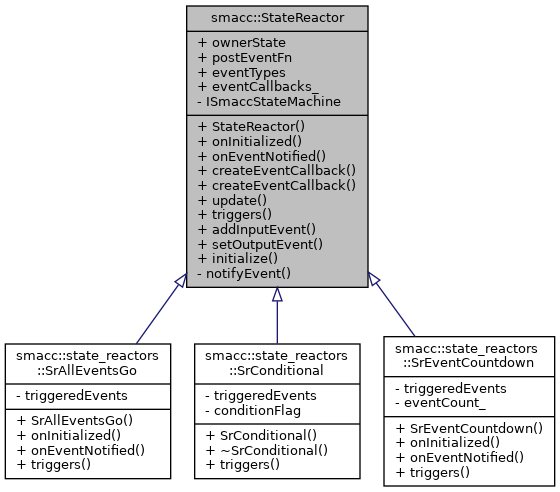 smacc::StateReactor
+ ownerState
+ postEventFn
+ eventTypes
+ eventCallbacks_
- ISmaccStateMachine
+ StateReactor()
+ onInitialized()
+ onEventNotified()
+ createEventCallback()
+ createEventCallback()
+ update()
+ triggers()
+ addInputEvent()
+ setOutputEvent()
+ initialize()
- notifyEvent()
smacc::state_reactors
::SrAllEventsGo
- triggeredEvents
+ SrAllEventsGo()
+ onInitialized()
+ onEventNotified()
+ triggers()
smacc::state_reactors
::SrConditional
- triggeredEvents
- conditionFlag
+ SrConditional()
+ ~SrConditional()
+ triggers()
smacc::state_reactors
::SrEventCountdown
- triggeredEvents
- eventCount_
+ SrEventCountdown()
+ onInitialized()
+ onEventNotified()
+ triggers()